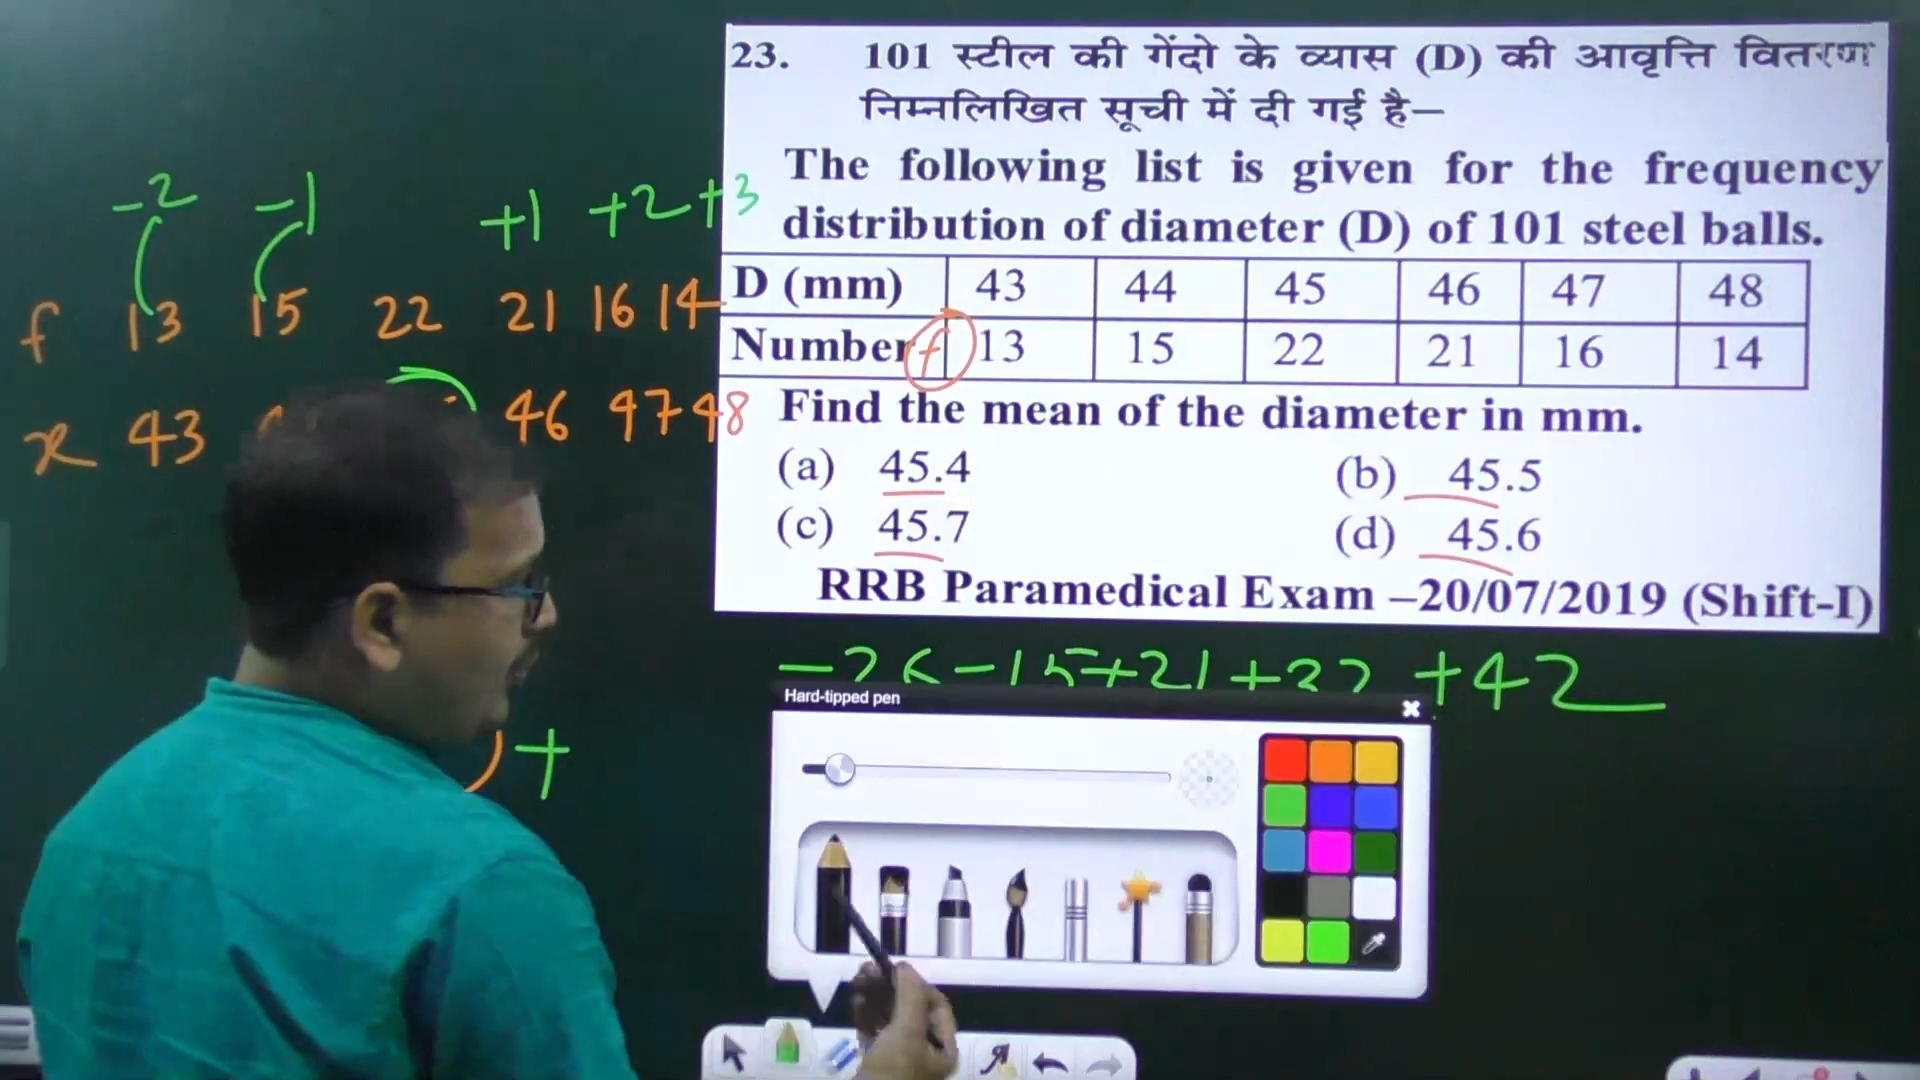 23. 101 स्टील की गेंदो के व्यास (D) की आवृत्ति वितरण
निम्नलिखित सूची में दी गई है–
The following list is given for the frequency
distribution of diameter (D) of 101 steel balls.
D (mm) 43 44 45 46 47 48
Number f 13 15 22 21 16 14
Find the mean of the diameter in mm.
(a) 45.4 (b) 45.5
(c) 45.7 (d) 45.6
RRB Paramedical Exam –20/07/2019 (Shift-I)
-2 -1 +1 +2 +3
f 13 15 22 21 16 14
x 43 46 47 48
-26-15+21+32+42
+
Hard-tipped pen